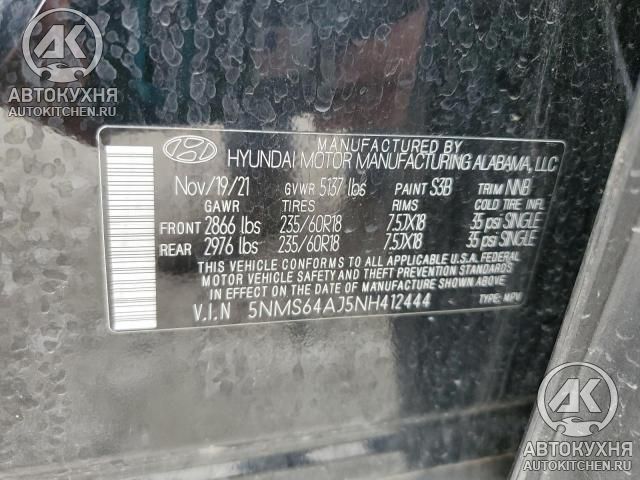 АК
АВТОКУХНЯ
AUTOKITCHEN.RU
АК
АВТОКУХНЯ
AUTOKITCHEN.RU
MANUFACTURED BY
HYUNDAI MOTOR MANUFACTURING ALABAMA, LLC
Nov/19/21 GVWR 5137 lbs PAINT S3B TRIM NNB
GAWR TIRES RIMS COLD TIRE INFL
FRONT 2866 lbs 235/60R18 7.5JX18 35 psi SINGLE
REAR 2976 lbs 235/60R18 7.5JX18 35 psi SINGLE
THIS VEHICLE CONFORMS TO ALL APPLICABLE U.S.A. FEDERAL
MOTOR VEHICLE SAFETY AND THEFT PREVENTION STANDARDS
IN EFFECT ON THE DATE OF MANUFACTURE SHOWN ABOVE.
V.I.N 5NMS64AJ5NH412444 TYPE: MPV
АК
АВТОКУХНЯ
AUTOKITCHEN.RU